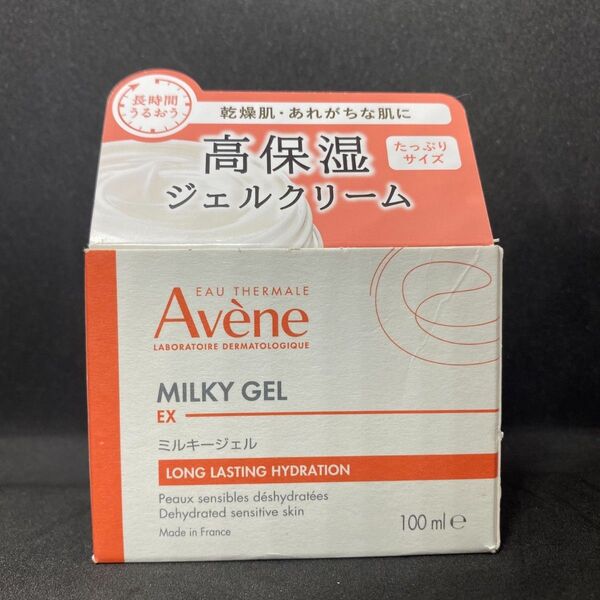 長時間
うるおう
乾燥肌・あれがちな肌に
高保湿
ジェルクリーム
たっぷり
サイズ
EAU THERMALE
Avène
LABORATOIRE DERMATOLOGIQUE
MILKY GEL
EX
ミルキージェル
LONG LASTING HYDRATION
Peaux sensibles déshydratées
Dehydrated sensitive skin
Made in France
100 ml ℮